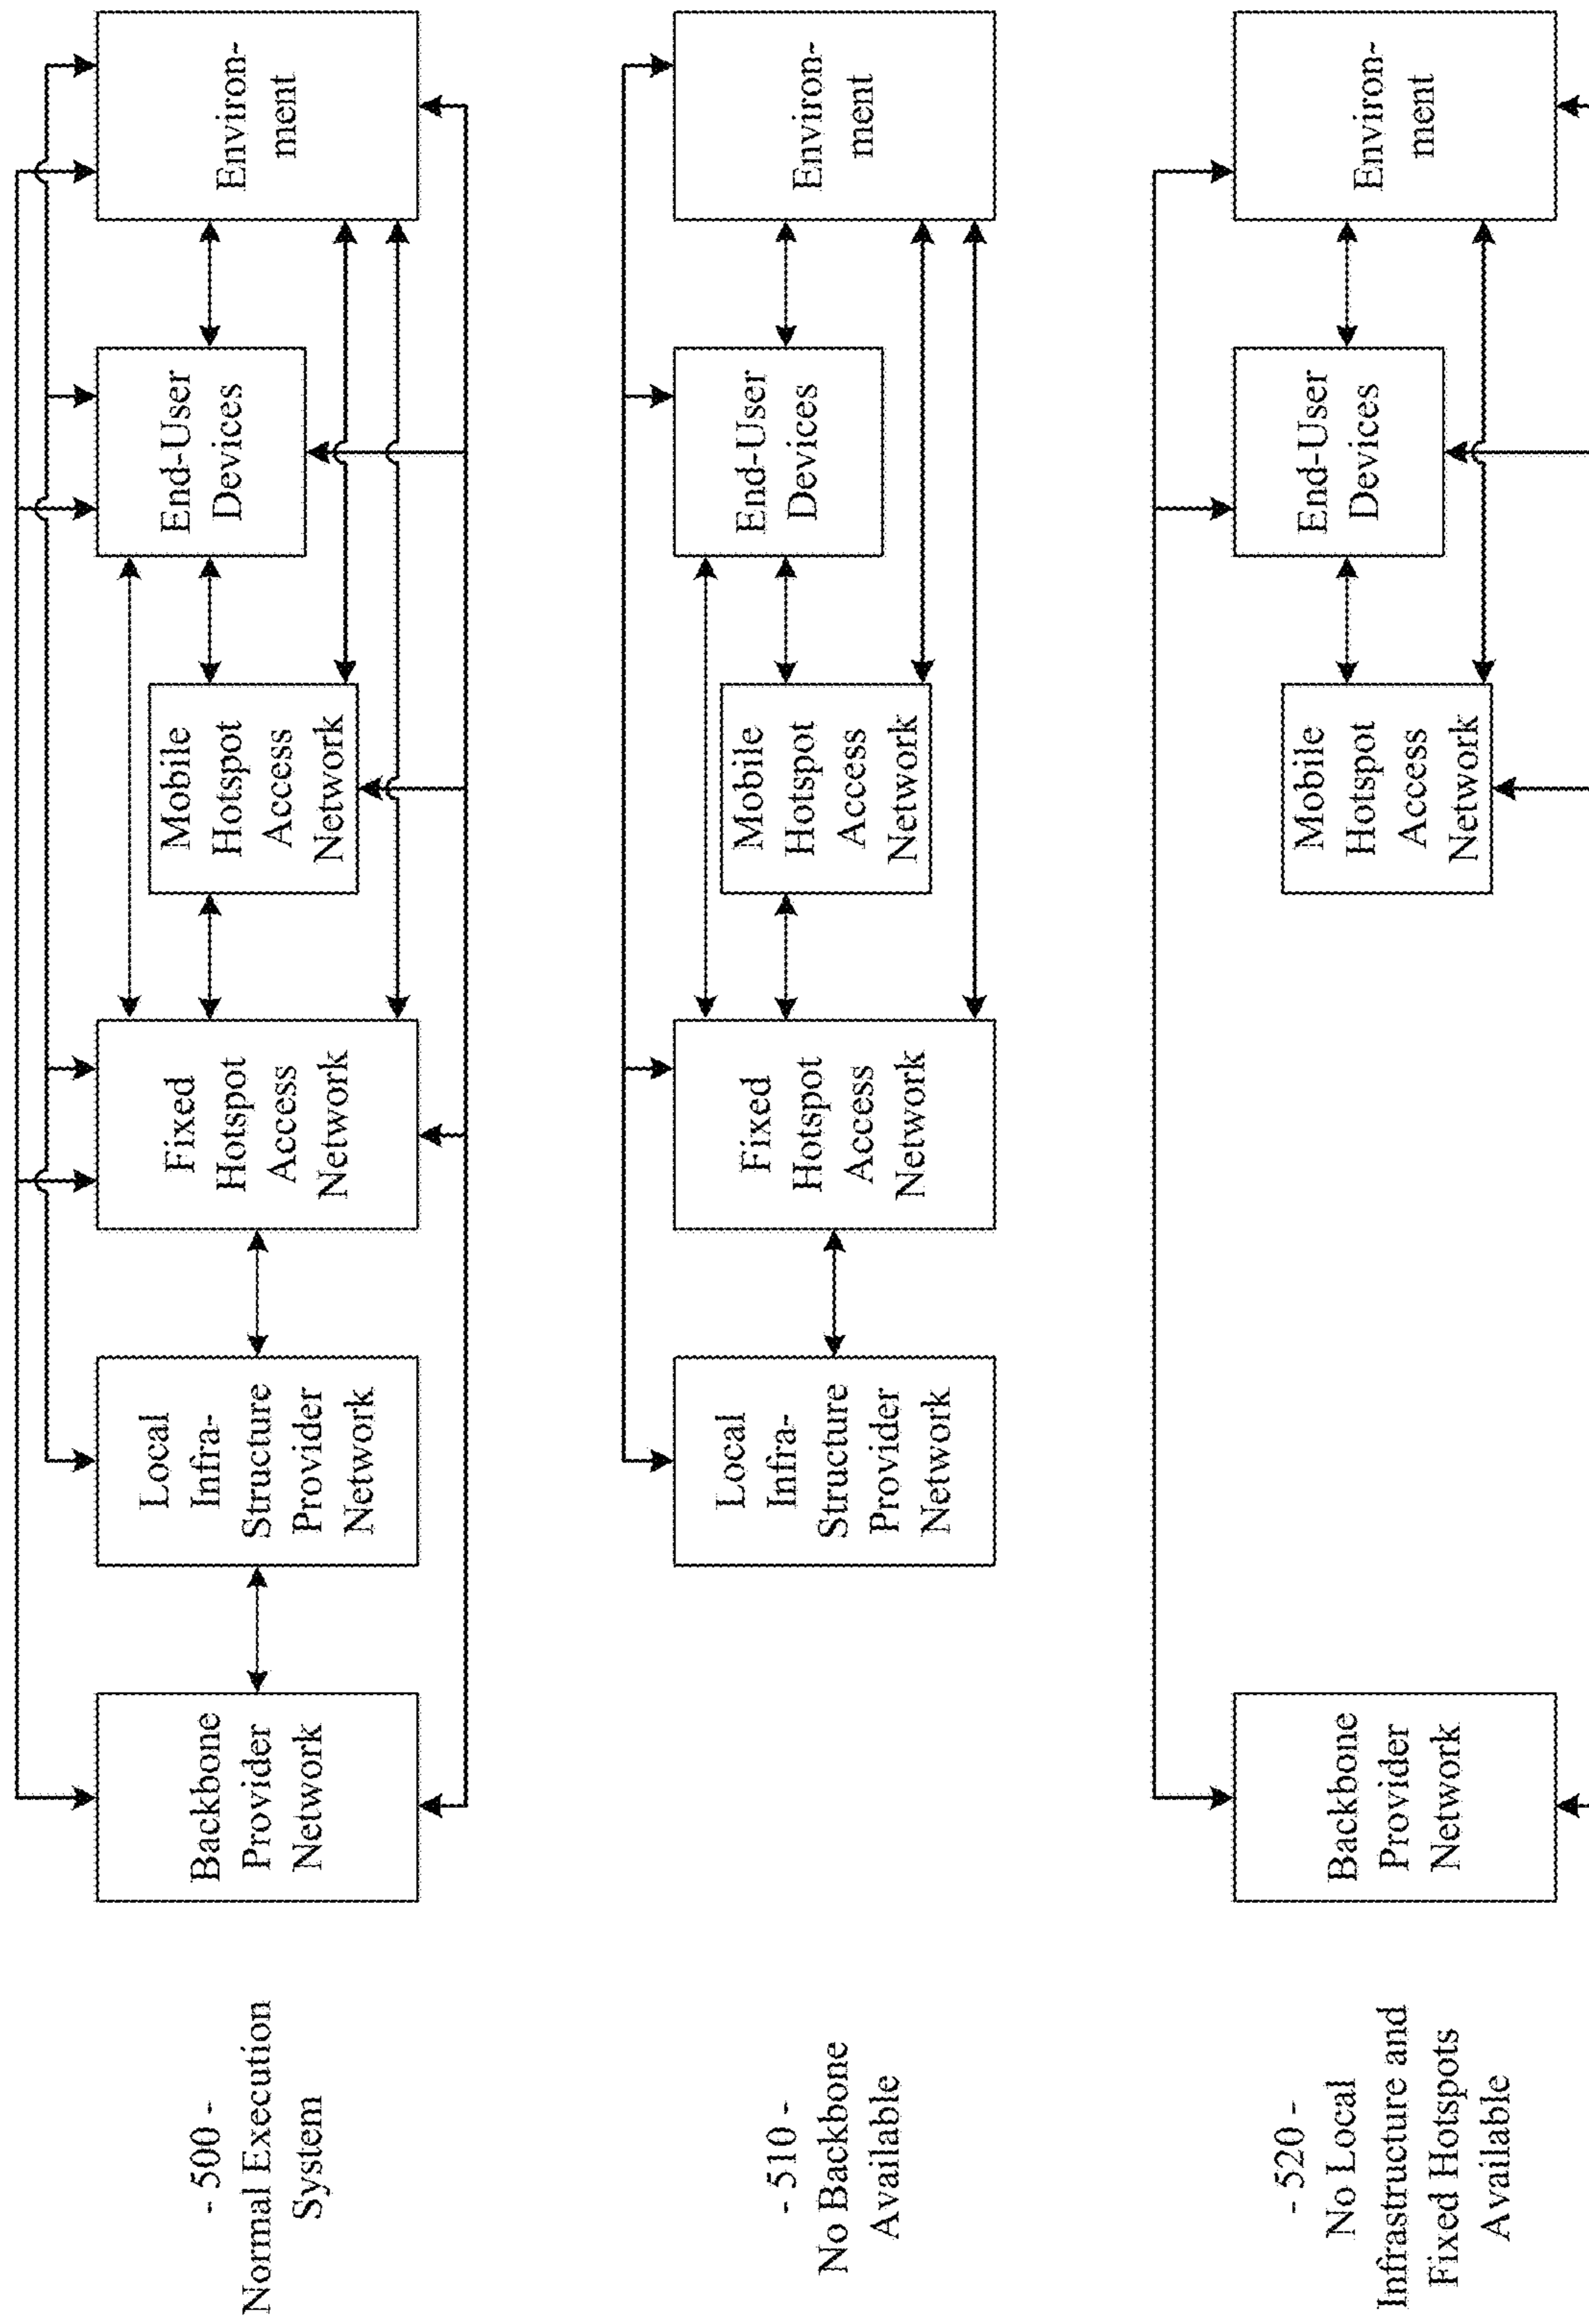 - 500 -
Normal Execution
System
Backbone
Provider
Network
Local
Infra-
Structure
Provider
Network
Fixed
Hotspot
Access
Network
Mobile
Hotspot
Access
Network
End-User
Devices
Environ-
ment
- 510 -
No Backbone
Available
Local
Infra-
Structure
Provider
Network
Fixed
Hotspot
Access
Network
Mobile
Hotspot
Access
Network
End-User
Devices
Environ-
ment
- 520 -
No Local
Infrastructure and
Fixed Hotspots
Available
Backbone
Provider
Network
Mobile
Hotspot
Access
Network
End-User
Devices
Environ-
ment